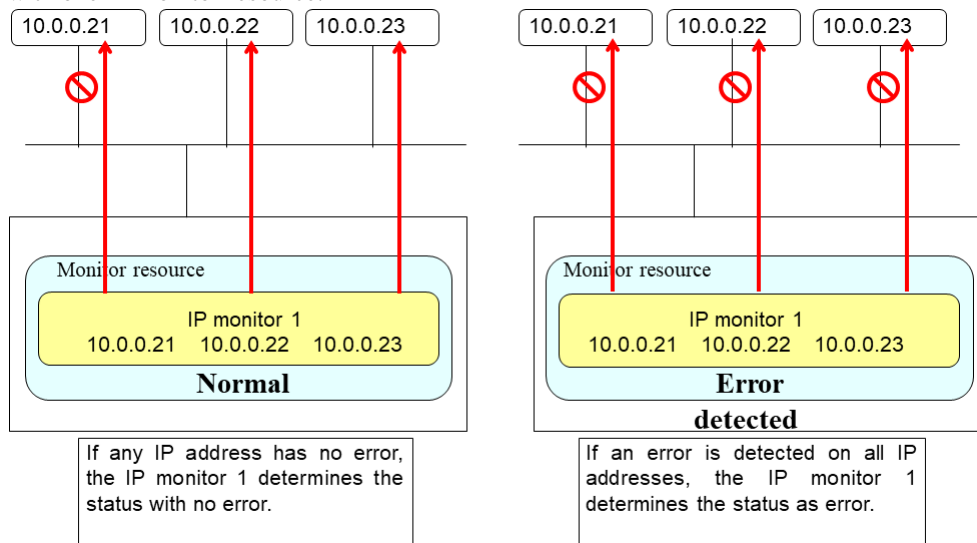 10.0.0.21 10.0.0.22 10.0.0.23
Monitor resource
IP monitor 1
10.0.0.21 10.0.0.22 10.0.0.23
Normal
If any IP address has no error,
the IP monitor 1 determines the
status with no error.
10.0.0.21 10.0.0.22 10.0.0.23
Monitor resource
IP monitor 1
10.0.0.21 10.0.0.22 10.0.0.23
Error
detected
If an error is detected on all IP
addresses, the IP monitor 1
determines the status as error.